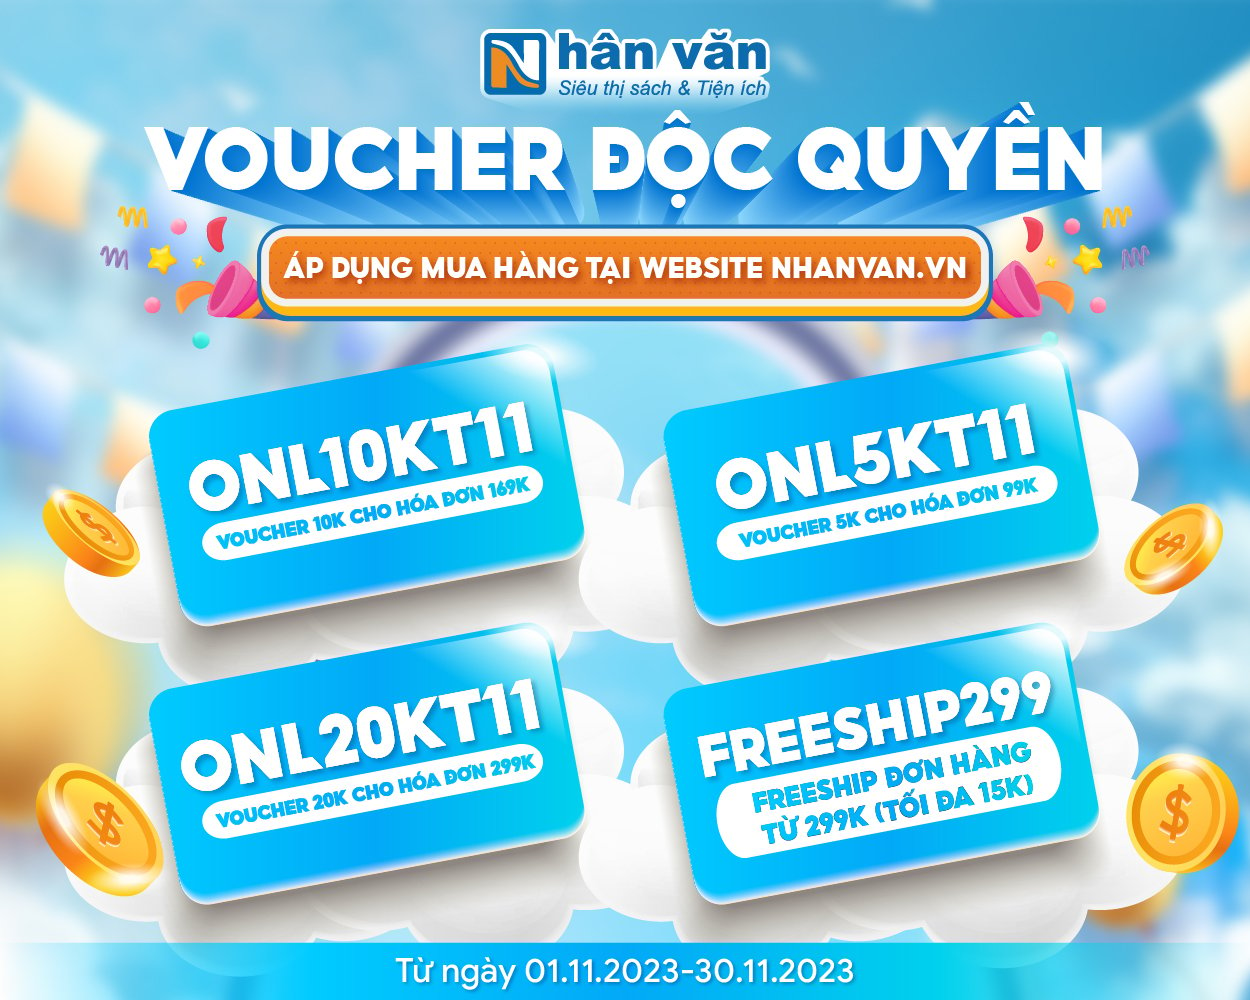 Nhân văn
Siêu thị sách & Tiện ích
VOUCHER ĐỘC QUYỀN
ÁP DỤNG MUA HÀNG TẠI WEBSITE NHANVAN.VN
ONL10KT11
VOUCHER 10K CHO HÓA ĐƠN 169K
ONL5KT11
VOUCHER 5K CHO HÓA ĐƠN 99K
ONL20KT11
VOUCHER 20K CHO HÓA ĐƠN 299K
FREESHIP299
FREESHIP ĐƠN HÀNG
TỪ 299K (TỐI ĐA 15K)
Từ ngày 01.11.2023-30.11.2023